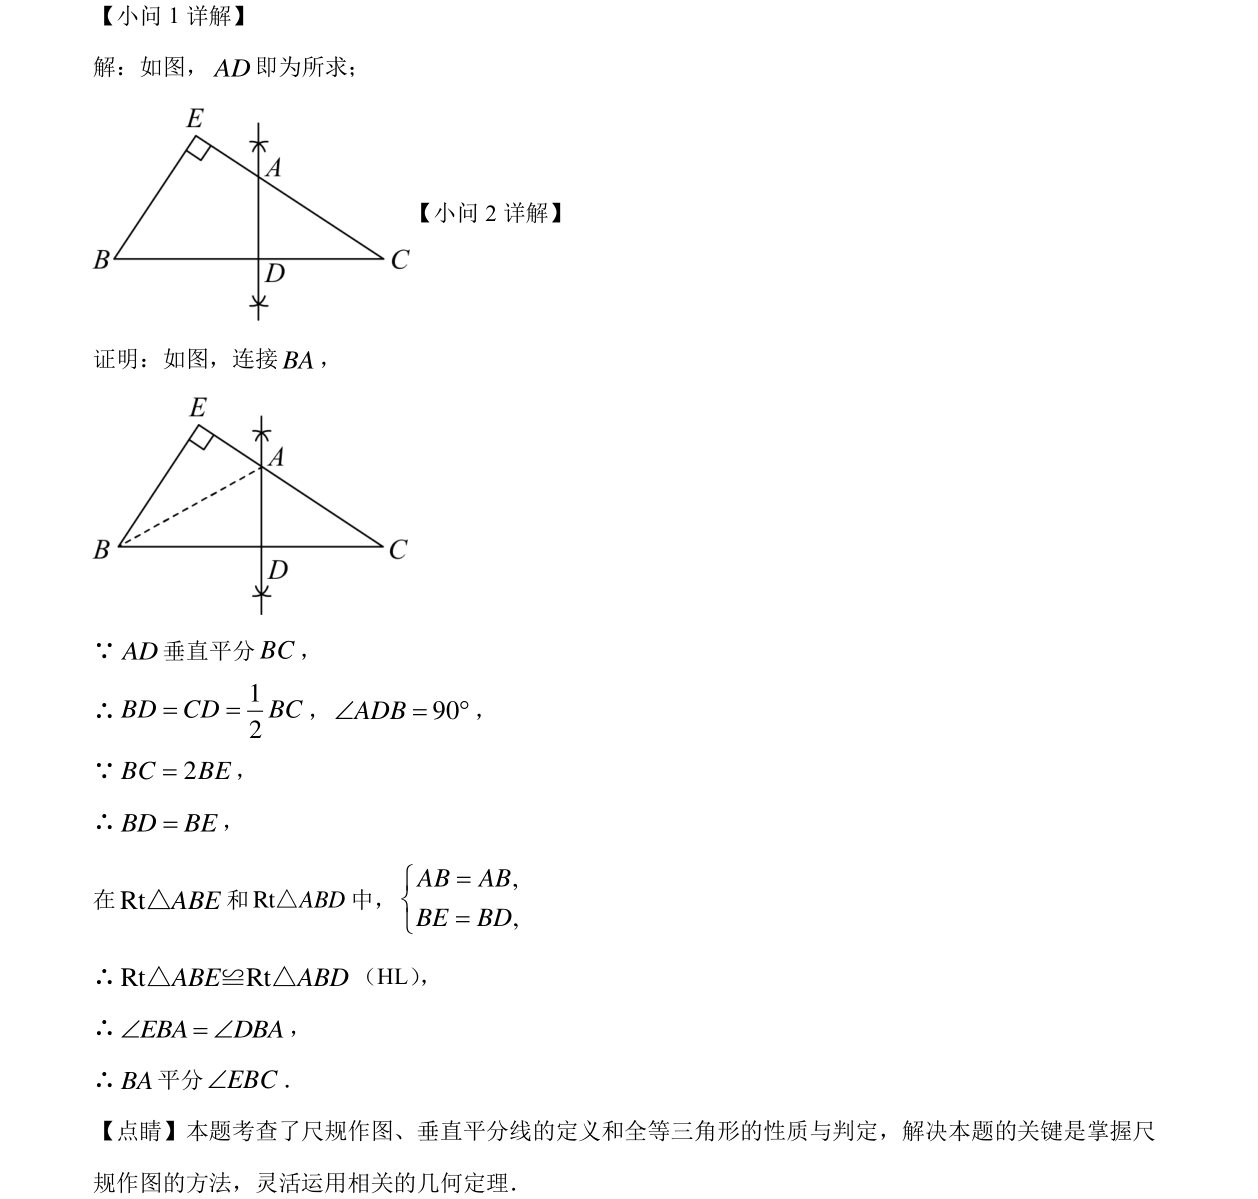 【小问 1 详解】
解：如图，AD 即为所求；
E
A
【小问 2 详解】
B
C
D
证明：如图，连接 BA，
E
A
B
C
D
∵ AD 垂直平分 BC，
∴ BD = CD = 1/2 BC，∠ADB = 90°，
∵ BC = 2BE，
∴ BD = BE，
在 Rt△ABE 和 Rt△ABD 中，{AB = AB,
BE = BD,
∴ Rt△ABE≌Rt△ABD（HL），
∴ ∠EBA = ∠DBA，
∴ BA 平分 ∠EBC．
【点睛】本题考查了尺规作图、垂直平分线的定义和全等三角形的性质与判定，解决本题的关键是掌握尺
规作图的方法，灵活运用相关的几何定理．